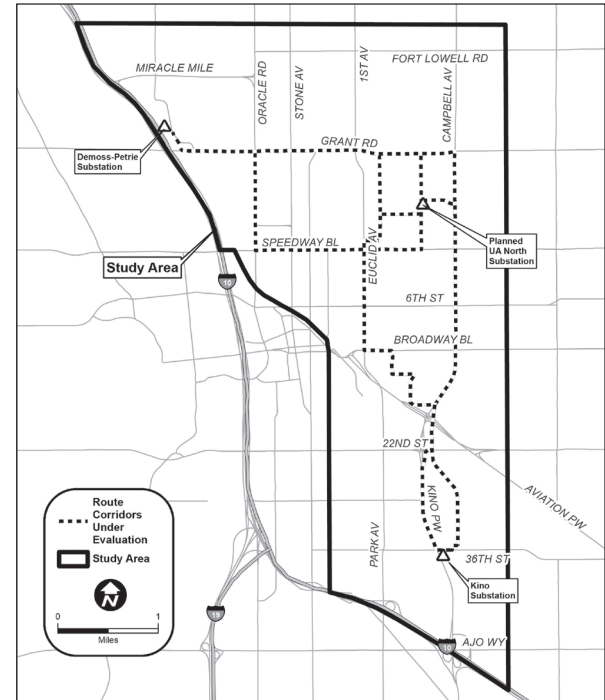 FORT LOWELL RD
MIRACLE MILE
ORACLE RD
STONE AV
1ST AV
CAMPBELL AV
GRANT RD
Demoss-Petrie
Substation
Planned
UA North
Substation
SPEEDWAY BL
EUCLID AV
Study Area
10
6TH ST
BROADWAY BL
22ND ST
AVIATION PW
KINO PW
PARK AV
36TH ST
Kino
Substation
AJO WY
10
19
Route
Corridors
Under
Evaluation
Study Area
N
0 1
Miles